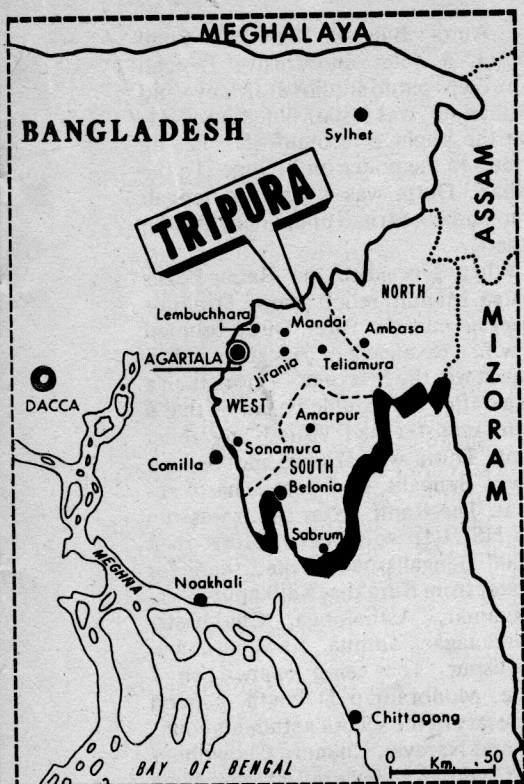 MEGHALAYA
BANGLADESH
Sylhet
ASSAM
TRIPURA
NORTH
Lembuchhara
Mandai
Ambasa
MIZORAM
AGARTALA
Jirania
Teliamura
DACCA
WEST
Amarpur
Sonamura
Comilla
SOUTH
Belonia
Sabrum
MEGHNA
Noakhali
Chittagong
0 Km. 50
BAY OF BENGAL